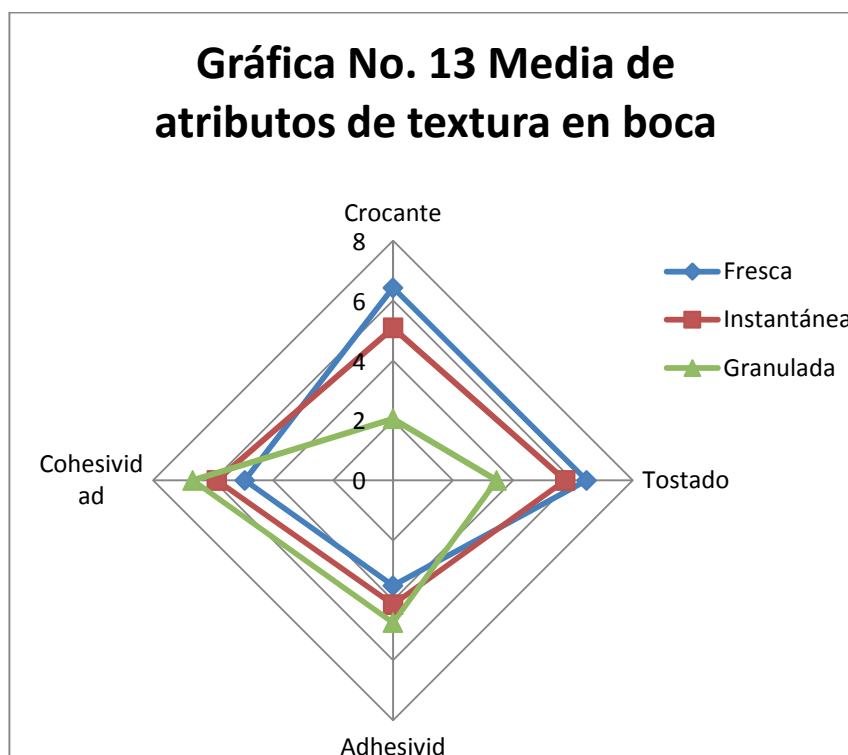 Gráfica No. 13 Media de
atributos de textura en boca
Crocante
8
6
4
2
0
Fresca
Instantánea
Granulada
Cohesivid
ad
Tostado
Adhesivid